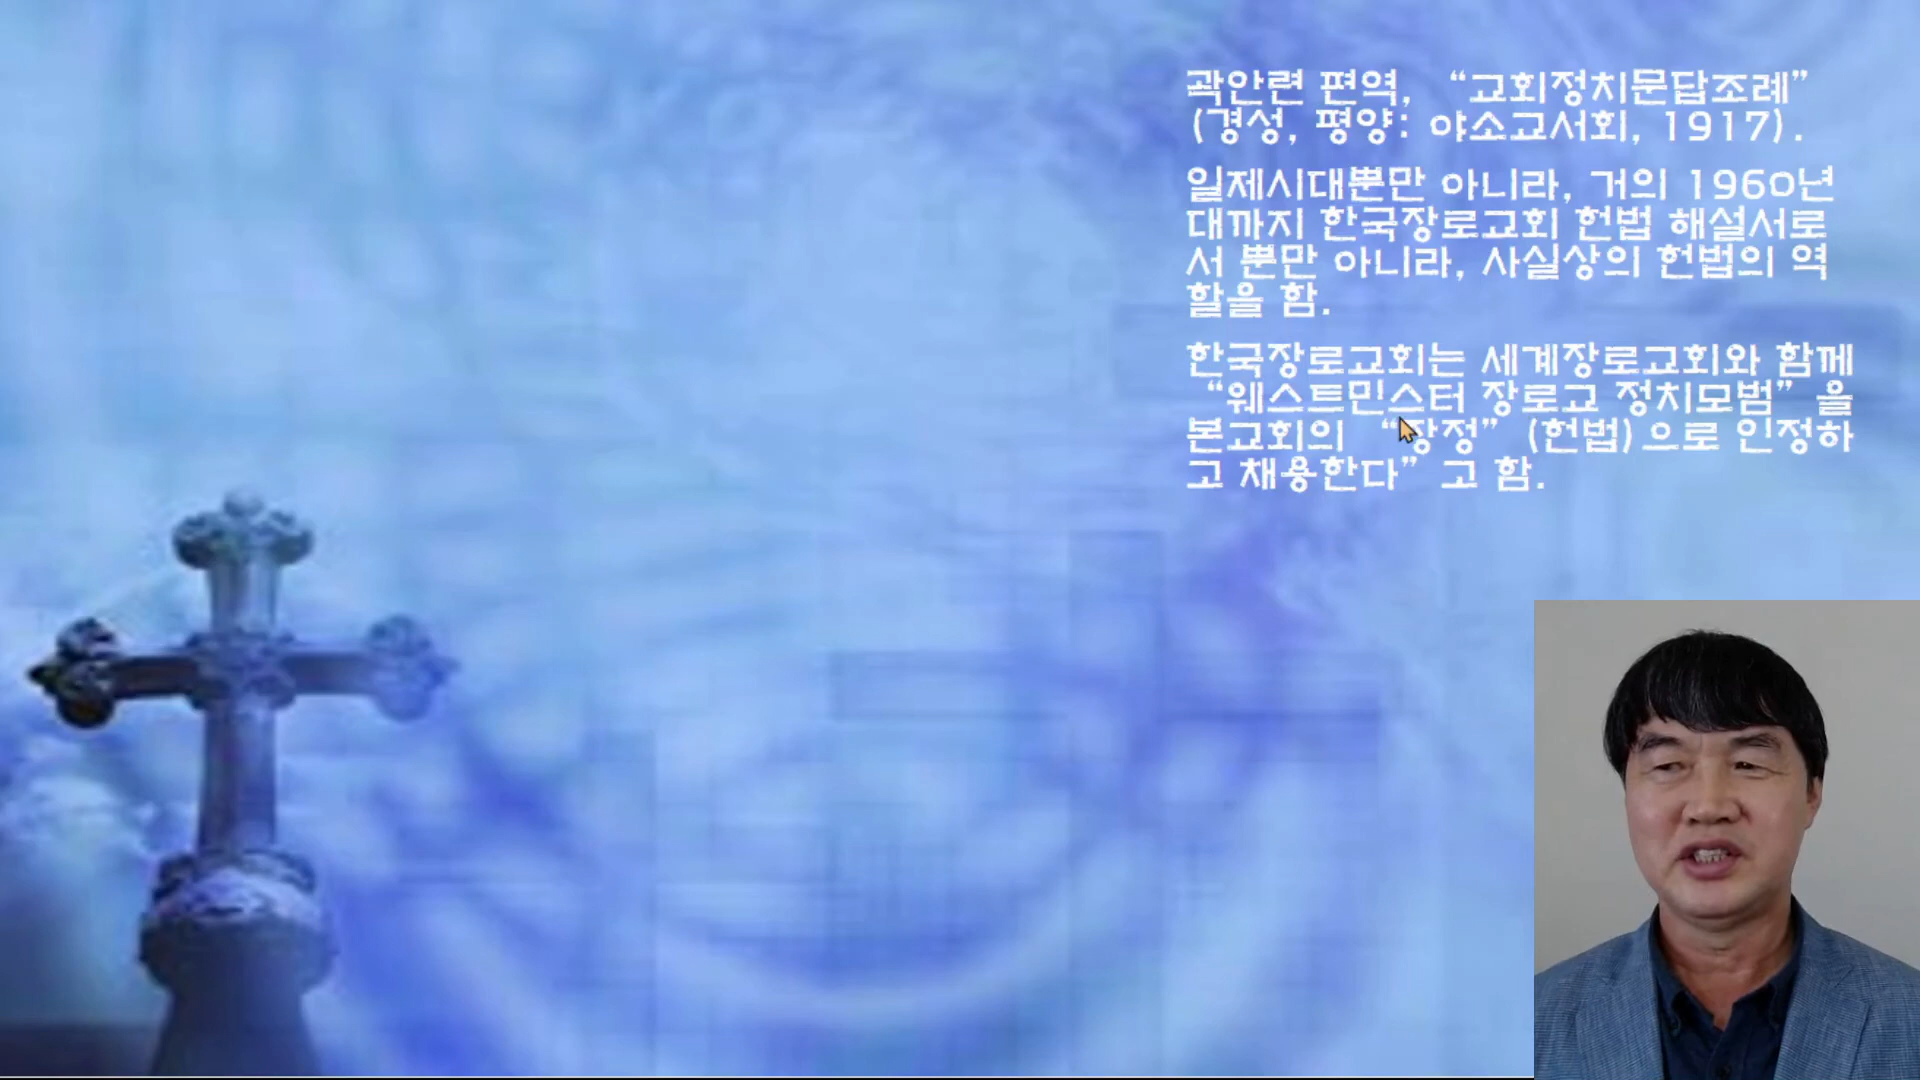 곽안련 편역, “교회정치문답조례”
(경성, 평양: 야소교서회, 1917).
일제시대뿐만 아니라, 거의 1960년
대까지 한국장로교회 헌법 해설서로
서 뿐만 아니라, 사실상의 헌법의 역
할을 함.
한국장로교회는 세계장로교회와 함께
“웨스트민스터 장로교 정치모범” 을
본교회의 “장정” (헌법)으로 인정하
고 채용한다” 고 함.